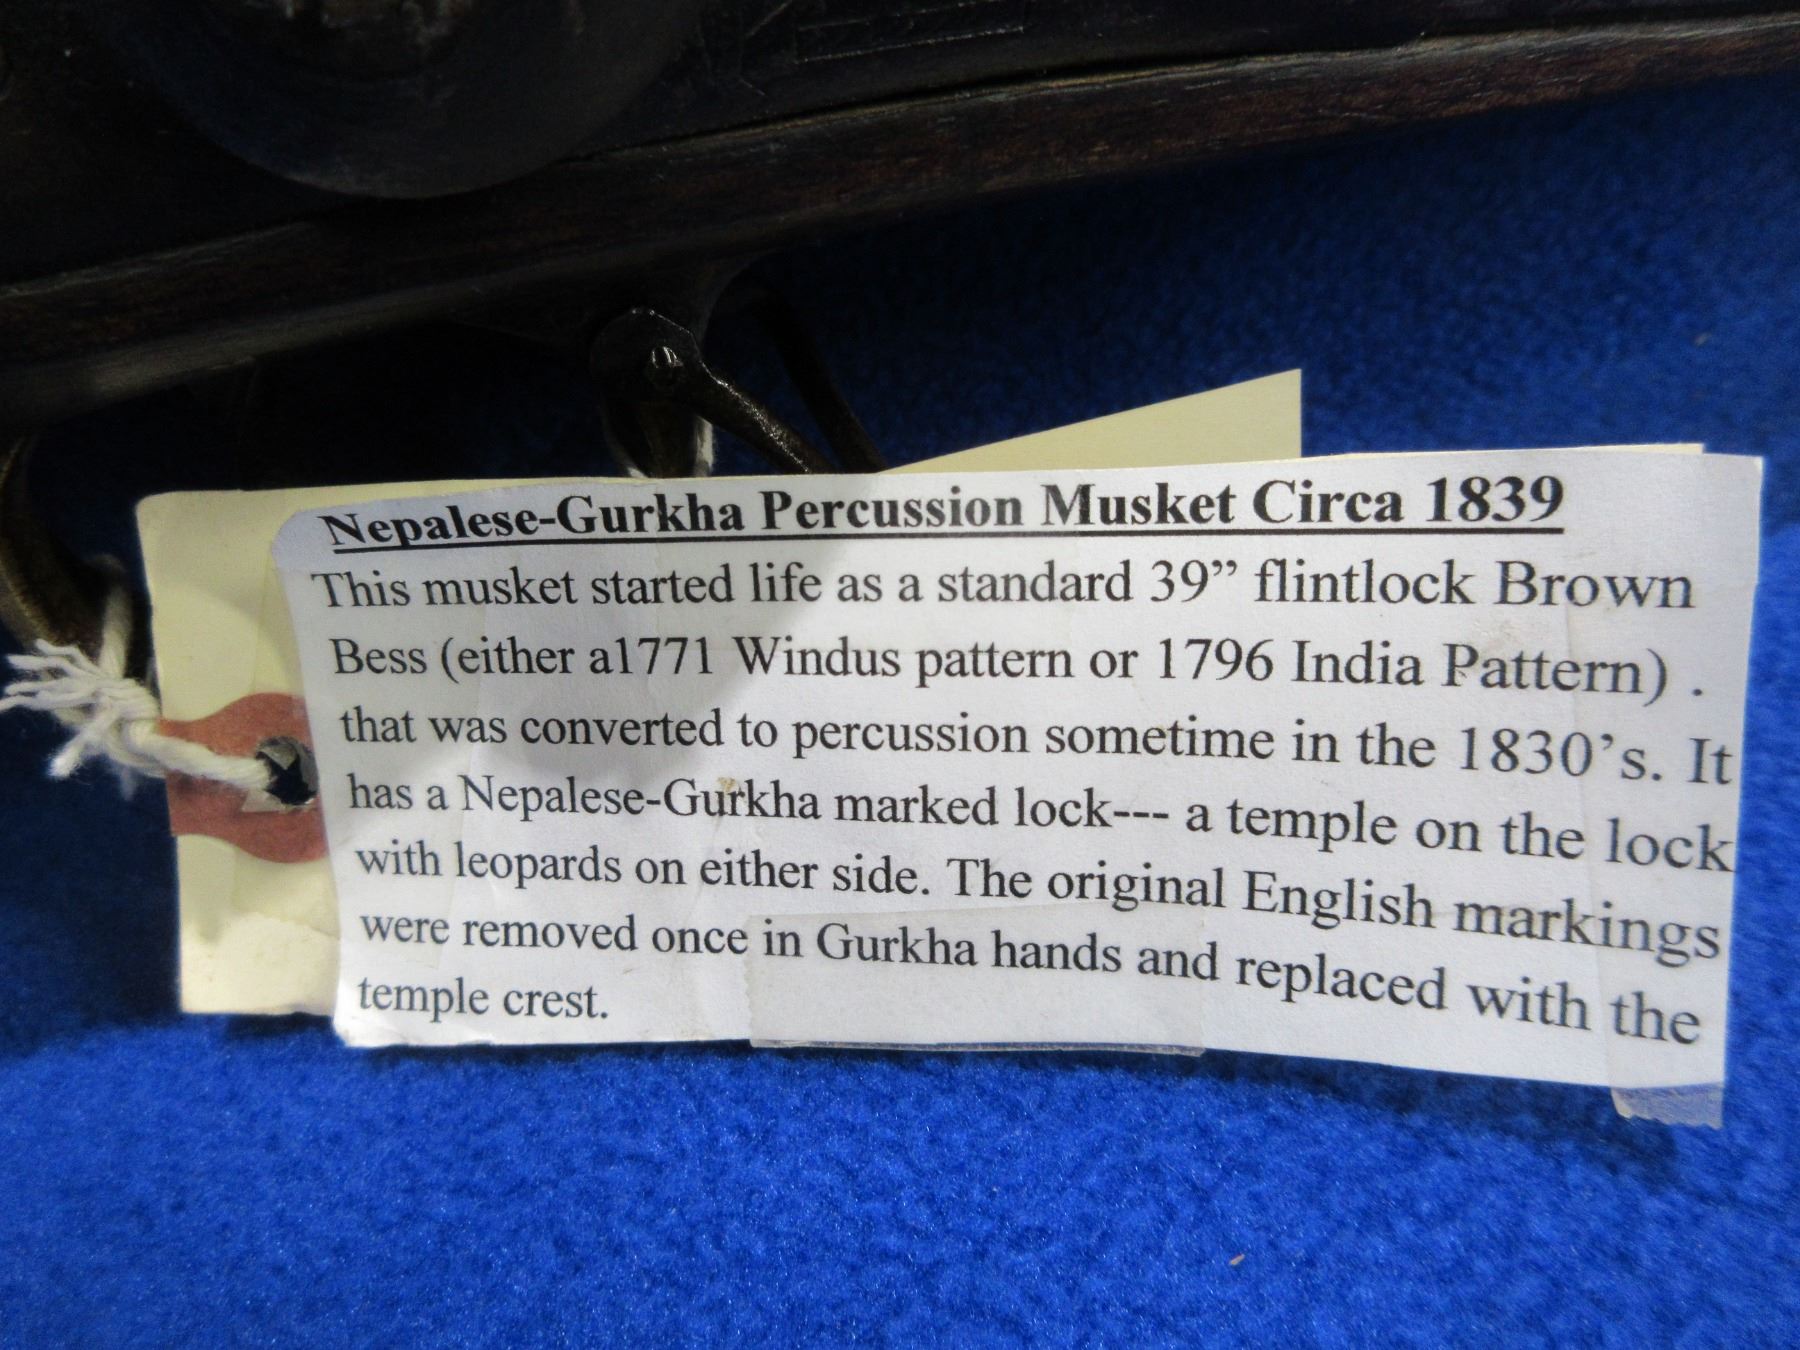 Nepalese-Gurkha Percussion Musket Circa 1839
This musket started life as a standard 39” flintlock Brown
Bess (either a1771 Windus pattern or 1796 India Pattern) .
that was converted to percussion sometime in the 1830’s. It
has a Nepalese-Gurkha marked lock--- a temple on the lock
with leopards on either side. The original English markings
were removed once in Gurkha hands and replaced with the
temple crest.